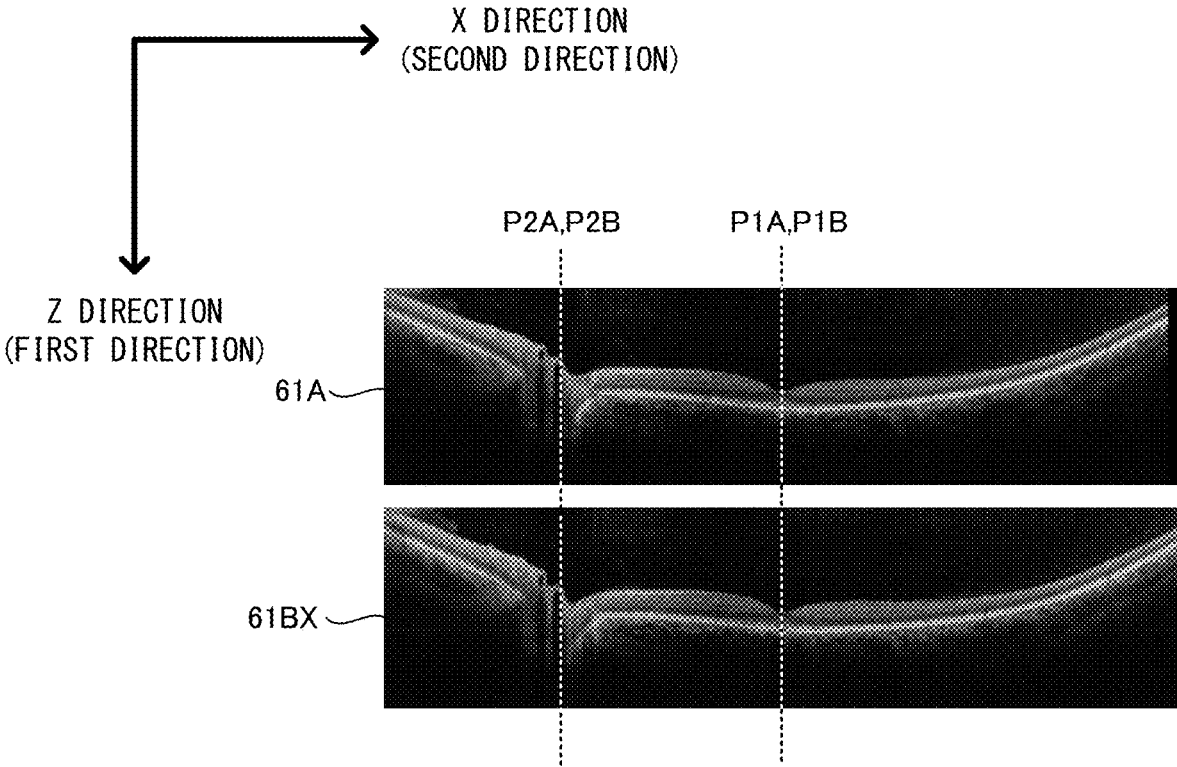 X DIRECTION
(SECOND DIRECTION)
P2A,P2B
P1A,P1B
Z DIRECTION
(FIRST DIRECTION)
61A
61BX